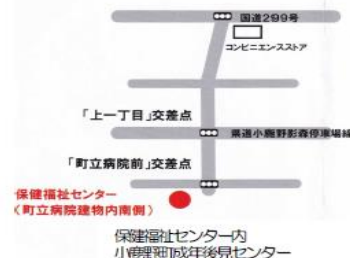 国道299号
コンビニエンスストア
「上一丁目」交差点
県道小鹿野影森停車場線
「町立病院前」交差点
保健福祉センター
（町立病院建物内南側）
保健福祉センター内
小鹿野町成年後見センター